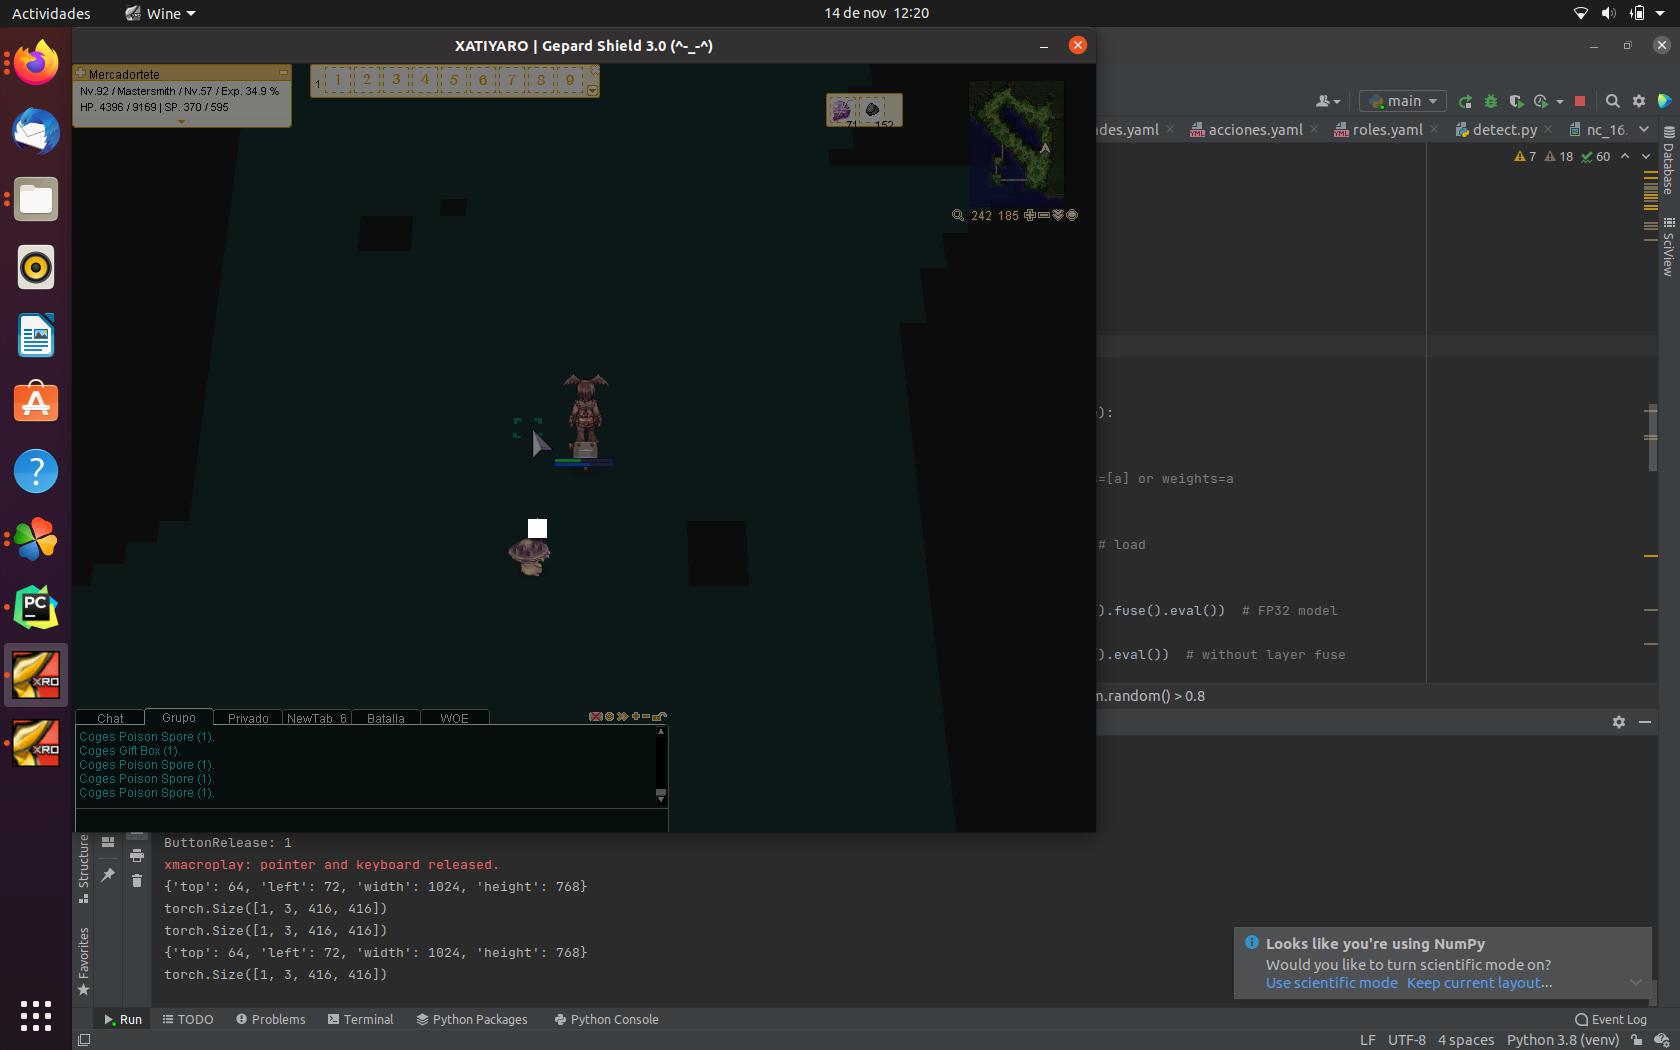 Actividades
Wine
14 de nov 12:20
XATIYARO | Gepard Shield 3.0 (^-_-^)
Mercadortete
Nv.92 / Mastersmith / Nv.57 / Exp. 34.9 %
HP. 4396 / 9169 | SP. 370 / 595
1 1 2 3 4 5 6 7 8 9
71 152
242 185
main
des.yaml
acciones.yaml
roles.yaml
detect.py
nc_16.
7 18 60
Database
SciView
):
=[a] or weights=a
# load
).fuse().eval()) # FP32 model
).eval()) # without layer fuse
m.random() > 0.8
PC
XRO
XRO
Chat Grupo Privado NewTab_6 Batalla WOE
Coges Poison Spore (1).
Coges Gift Box (1).
Coges Poison Spore (1).
Coges Poison Spore (1).
Coges Poison Spore (1).
Structure
Favorites
ButtonRelease: 1
xmacroplay: pointer and keyboard released.
{'top': 64, 'left': 72, 'width': 1024, 'height': 768}
torch.Size([1, 3, 416, 416])
torch.Size([1, 3, 416, 416])
{'top': 64, 'left': 72, 'width': 1024, 'height': 768}
torch.Size([1, 3, 416, 416])
Looks like you're using NumPy
Would you like to turn scientific mode on?
Use scientific mode Keep current layout...
Run
TODO
Problems
Terminal
Python Packages
Python Console
Event Log
LF UTF-8 4 spaces Python 3.8 (venv)